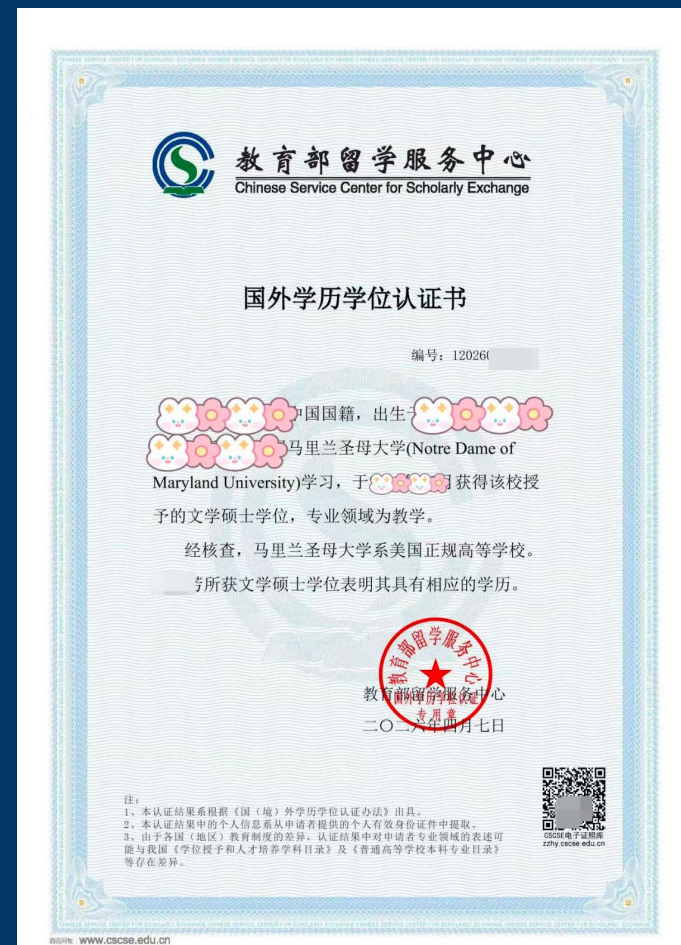 教育部留学服务中心
Chinese Service Center for Scholarly Exchange
国外学历学位认证书
编号：12026
中国国籍，出生
马里兰圣母大学(Notre Dame of
Maryland University)学习，于 获得该校授
予的文学硕士学位，专业领域为教学。
经核查，马里兰圣母大学系美国正规高等学校。
所获文学硕士学位表明其具有相应的学历。
教育部留学服务中心
国外学历学位认证
专用章
教育部留学服务中心
二〇二六年四月七日
注：
1、本认证结果系根据《国（境）外学历学位认证办法》出具。
2、本认证结果中的个人信息系从申请者提供的个人有效身份证件中提取。
3、由于各国（地区）教育制度的差异，认证结果中对申请者专业领域的表述可
能与我国《学位授予和人才培养学科目录》及《普通高等学校本科专业目录》
等存在差异。
CSCSE电子证照库
zzhy.cscse.edu.cn
www.cscse.edu.cn